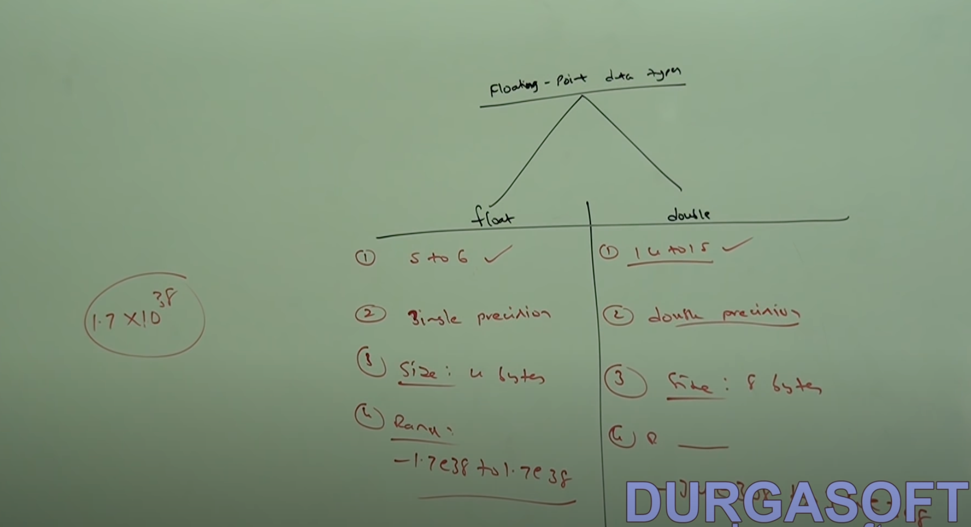 Floating-Point data types
float
double
① 5 to 6 ✓
① 14 to 15 ✓
② Single precision
② double precision
1.7 × 10^38
③ Size: 4 bytes
③ Size: 8 bytes
④ Range:
④ R
-1.7e38 to 1.7e38
DURGASOFT